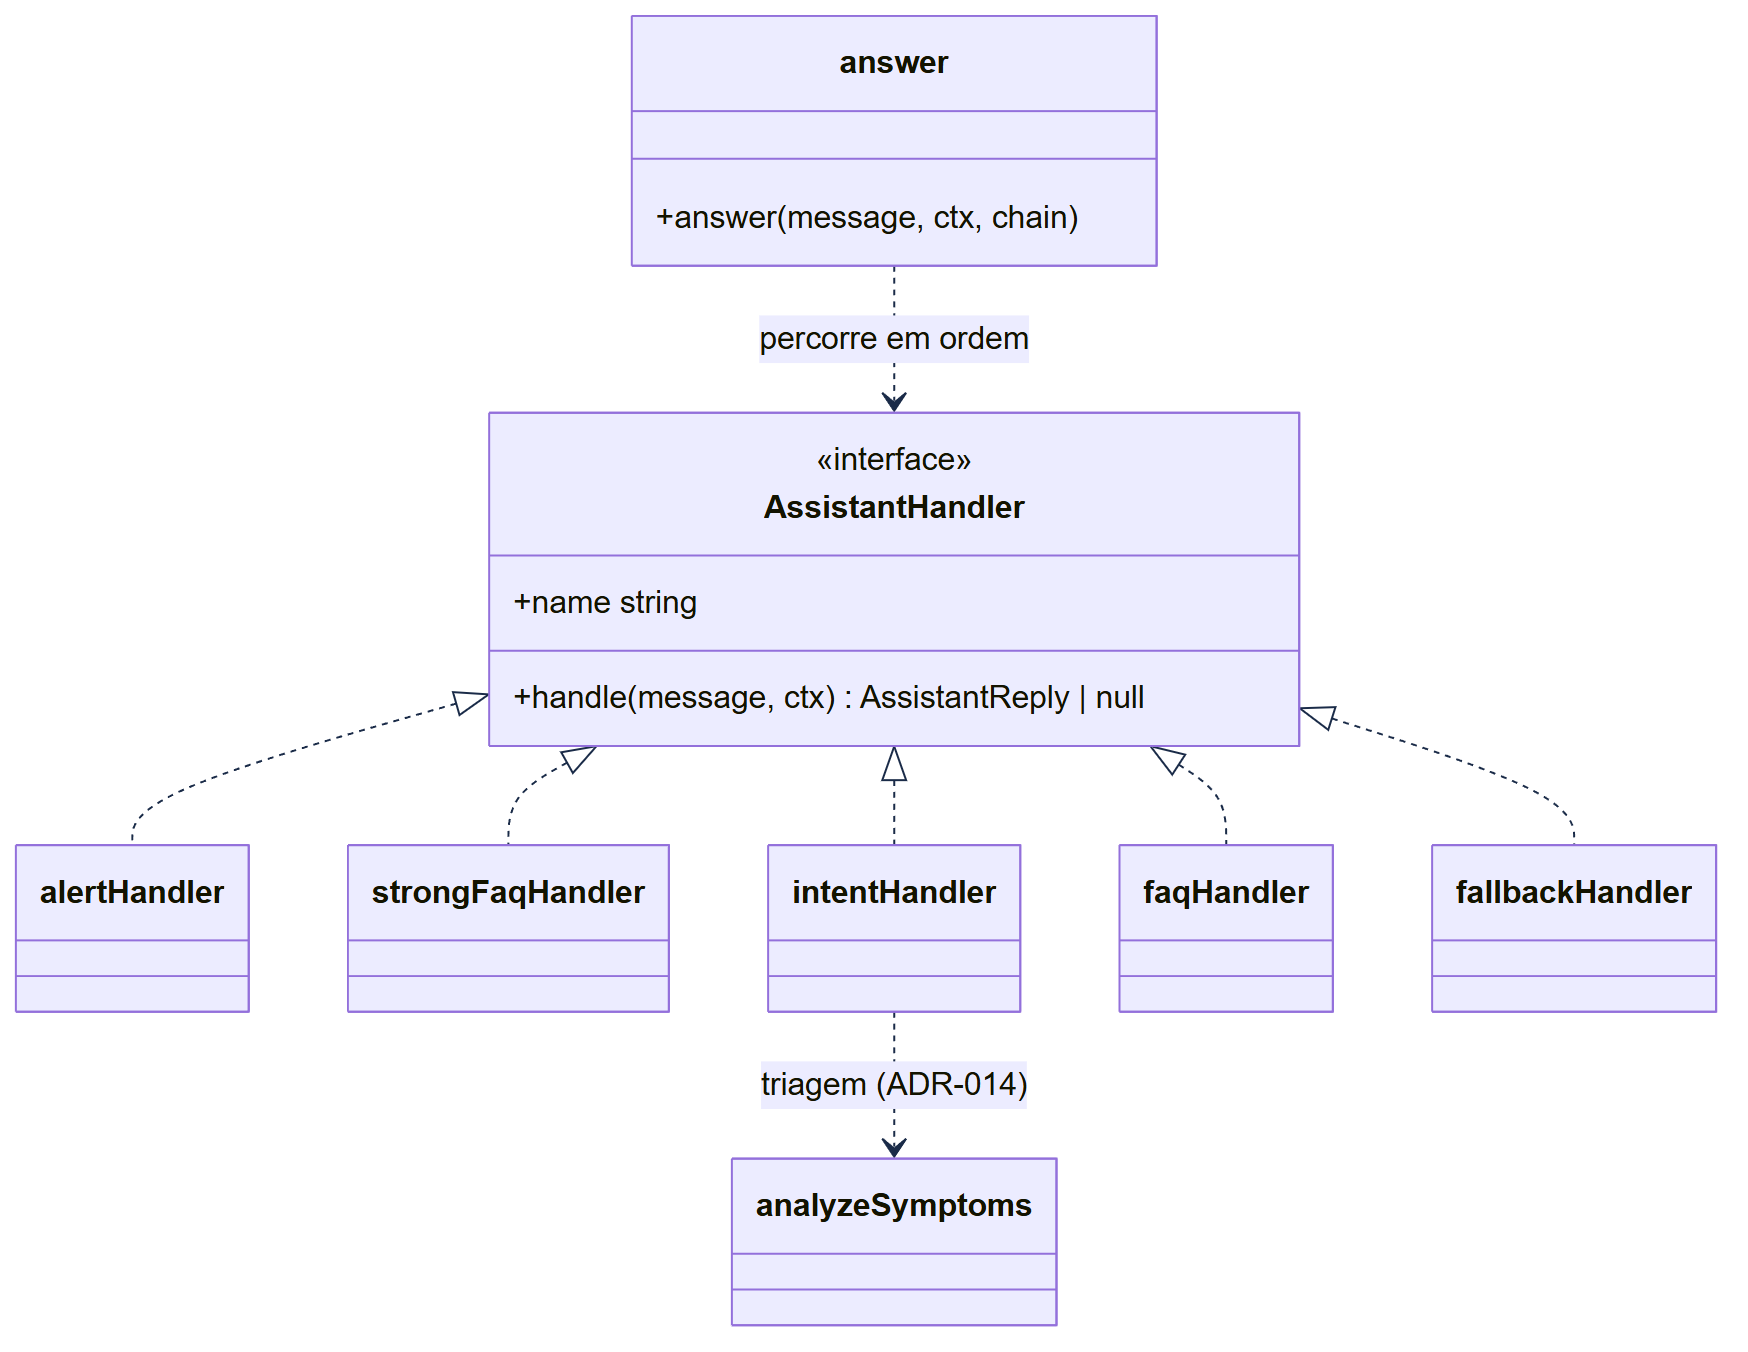 answer
+answer(message, ctx, chain)
percorre em ordem
«interface»
AssistantHandler
+name string
+handle(message, ctx) : AssistantReply | null
alertHandler
strongFaqHandler
intentHandler
faqHandler
fallbackHandler
triagem (ADR-014)
analyzeSymptoms